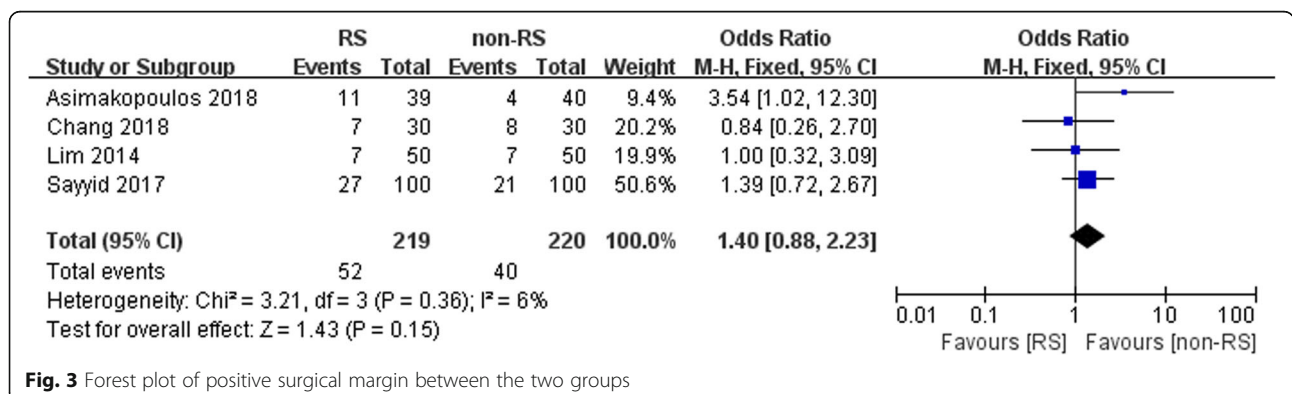 RS non-RS Odds Ratio Odds Ratio
Study or Subgroup Events Total Events Total Weight M-H, Fixed, 95% CI M-H, Fixed, 95% CI
Asimakopoulos 2018 11 39 4 40 9.4% 3.54 [1.02, 12.30]
Chang 2018 7 30 8 30 20.2% 0.84 [0.26, 2.70]
Lim 2014 7 50 7 50 19.9% 1.00 [0.32, 3.09]
Sayyid 2017 27 100 21 100 50.6% 1.39 [0.72, 2.67]
Total (95% CI) 219 220 100.0% 1.40 [0.88, 2.23]
Total events 52 40
Heterogeneity: Chi² = 3.21, df = 3 (P = 0.36); I² = 6%
Test for overall effect: Z = 1.43 (P = 0.15)
0.01 0.1 1 10 100
Favours [RS] Favours [non-RS]
Fig. 3 Forest plot of positive surgical margin between the two groups